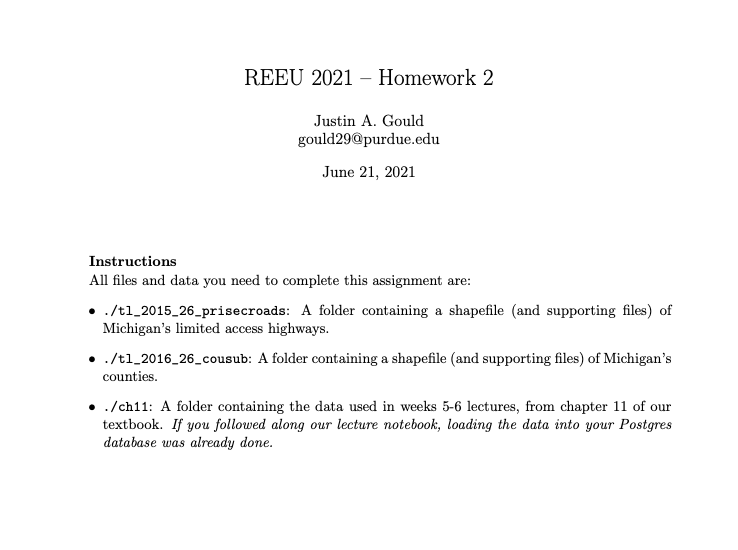 REEU 2021 – Homework 2
Justin A. Gould
gould29@purdue.edu
June 21, 2021
Instructions
All files and data you need to complete this assignment are:
• ./tl_2015_26_prisecroads: A folder containing a shapefile (and supporting files) of
Michigan's limited access highways.
• ./tl_2016_26_cousub: A folder containing a shapefile (and supporting files) of Michigan's
counties.
• ./ch11: A folder containing the data used in weeks 5-6 lectures, from chapter 11 of our
textbook. If you followed along our lecture notebook, loading the data into your Postgres
database was already done.